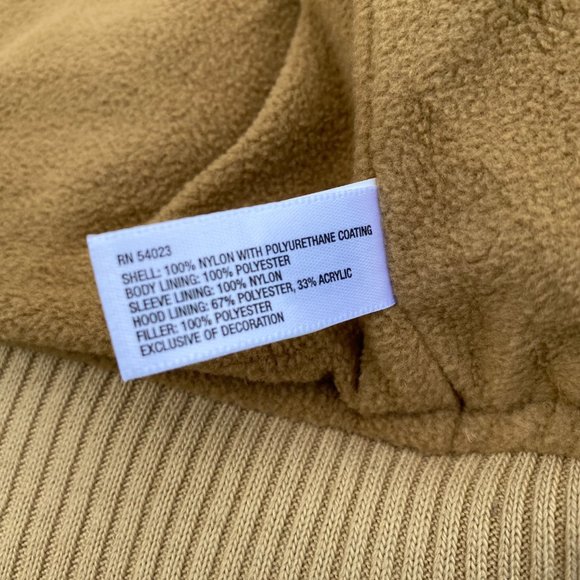 RN 54023
SHELL: 100% NYLON WITH POLYURETHANE COATING
BODY LINING: 100% POLYESTER
SLEEVE LINING: 100% NYLON
HOOD LINING: 67% POLYESTER, 33% ACRYLIC
FILLER: 100% POLYESTER
EXCLUSIVE OF DECORATION